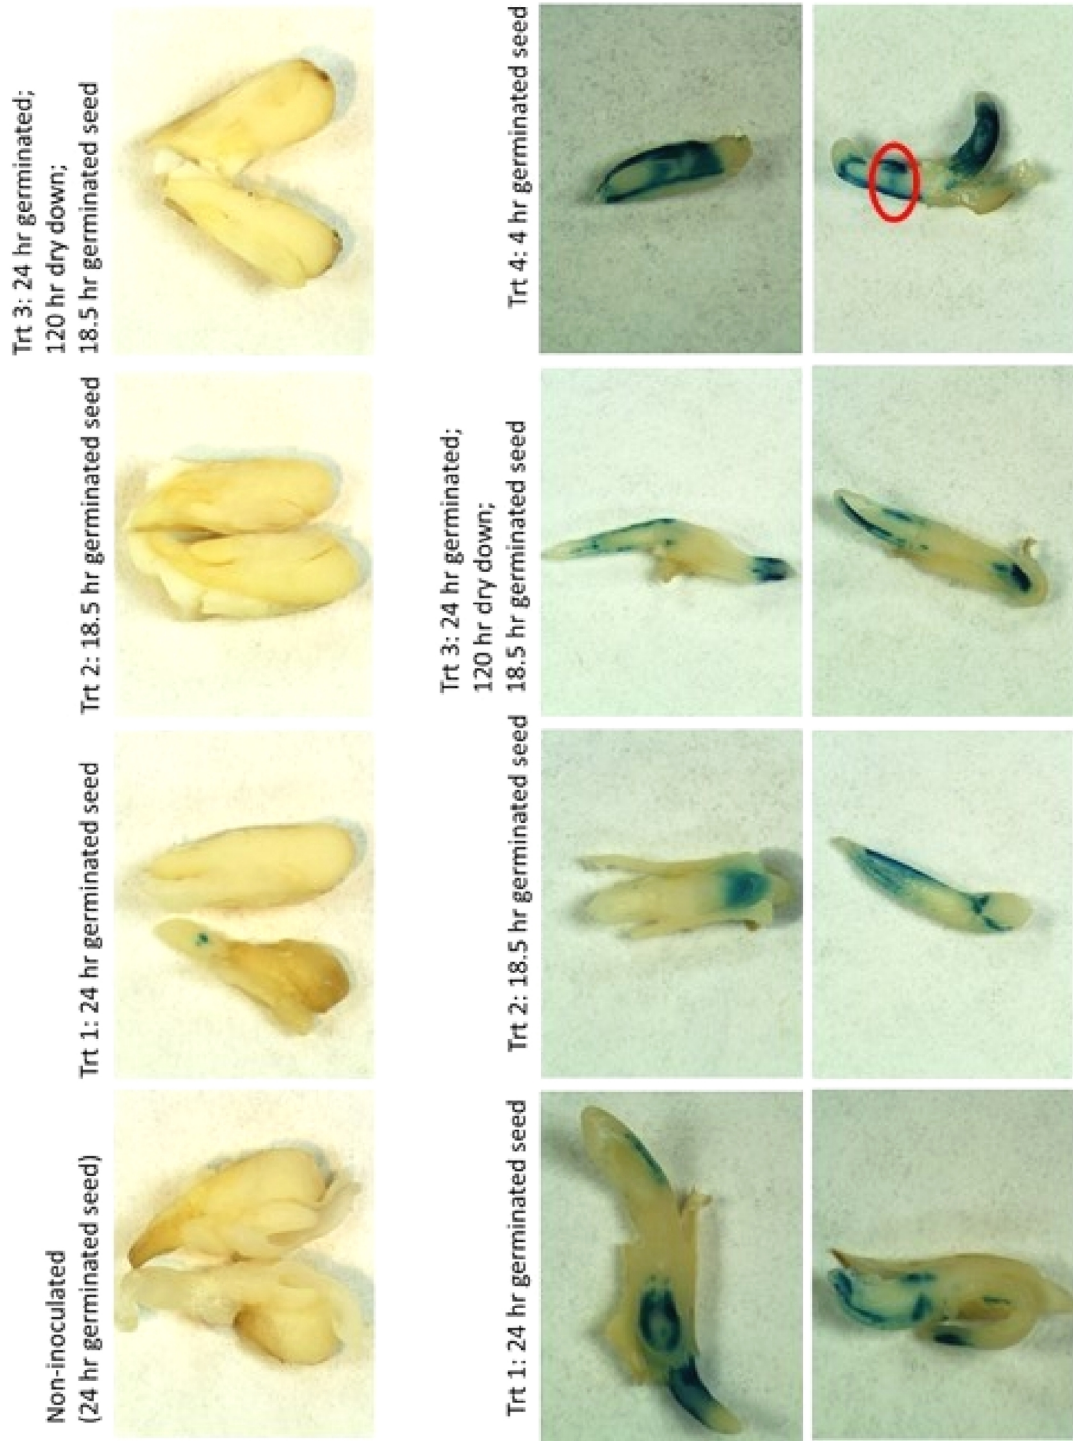 Non-inoculated
(24 hr germinated seed)
Trt 1: 24 hr germinated seed
Trt 2: 18.5 hr germinated seed
Trt 3: 24 hr germinated;
120 hr dry down;
18.5 hr germinated seed
Trt 1: 24 hr germinated seed
Trt 2: 18.5 hr germinated seed
Trt 3: 24 hr germinated;
120 hr dry down;
18.5 hr germinated seed
Trt 4: 4 hr germinated seed